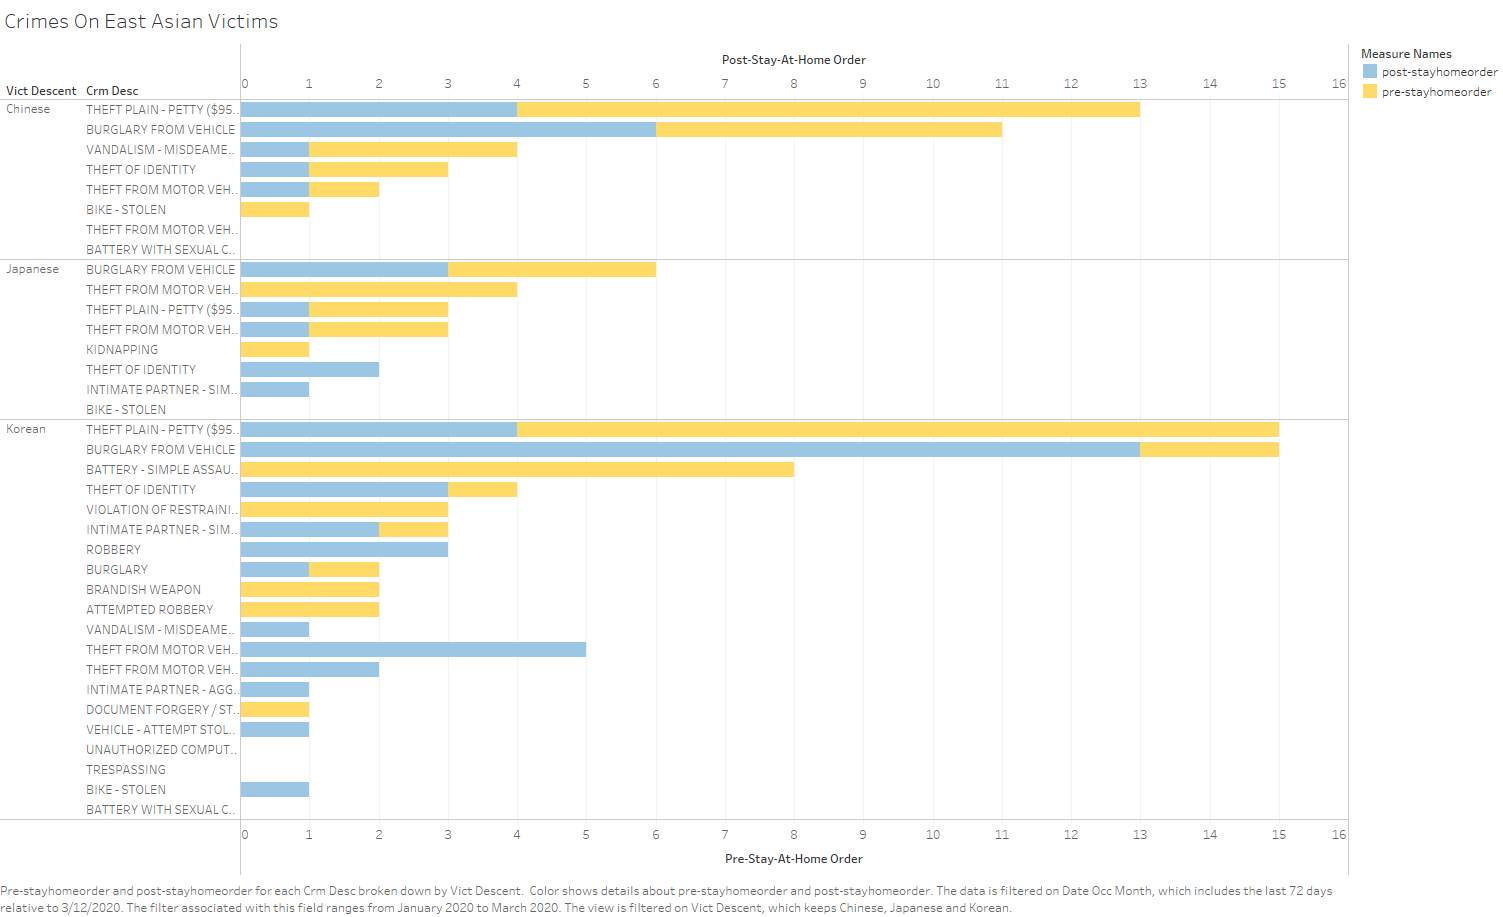 Crimes On East Asian Victims
Post-Stay-At-Home Order
Measure Names
0 1 2 3 4 5 6 7 8 9 10 11 12 13 14 15 16
post-stayhomeorder
pre-stayhomeorder
Vict Descent Crm Desc
Chinese THEFT PLAIN - PETTY ($95..
BURGLARY FROM VEHICLE
VANDALISM - MISDEAME..
THEFT OF IDENTITY
THEFT FROM MOTOR VEH..
BIKE - STOLEN
THEFT FROM MOTOR VEH..
BATTERY WITH SEXUAL C..
Japanese BURGLARY FROM VEHICLE
THEFT FROM MOTOR VEH..
THEFT PLAIN - PETTY ($95..
THEFT FROM MOTOR VEH..
KIDNAPPING
THEFT OF IDENTITY
INTIMATE PARTNER - SIM..
BIKE - STOLEN
Korean THEFT PLAIN - PETTY ($95..
BURGLARY FROM VEHICLE
BATTERY - SIMPLE ASSAU..
THEFT OF IDENTITY
VIOLATION OF RESTRAINI..
INTIMATE PARTNER - SIM..
ROBBERY
BURGLARY
BRANDISH WEAPON
ATTEMPTED ROBBERY
VANDALISM - MISDEAME..
THEFT FROM MOTOR VEH..
THEFT FROM MOTOR VEH..
INTIMATE PARTNER - AGG..
DOCUMENT FORGERY / ST..
VEHICLE - ATTEMPT STOL..
UNAUTHORIZED COMPUT..
TRESPASSING
BIKE - STOLEN
BATTERY WITH SEXUAL C..
0 1 2 3 4 5 6 7 8 9 10 11 12 13 14 15 16
Pre-Stay-At-Home Order
Pre-stayhomeorder and post-stayhomeorder for each Crm Desc broken down by Vict Descent.  Color shows details about pre-stayhomeorder and post-stayhomeorder. The data is filtered on Date Occ Month, which includes the last 72 days
relative to 3/12/2020. The filter associated with this field ranges from January 2020 to March 2020. The view is filtered on Vict Descent, which keeps Chinese, Japanese and Korean.